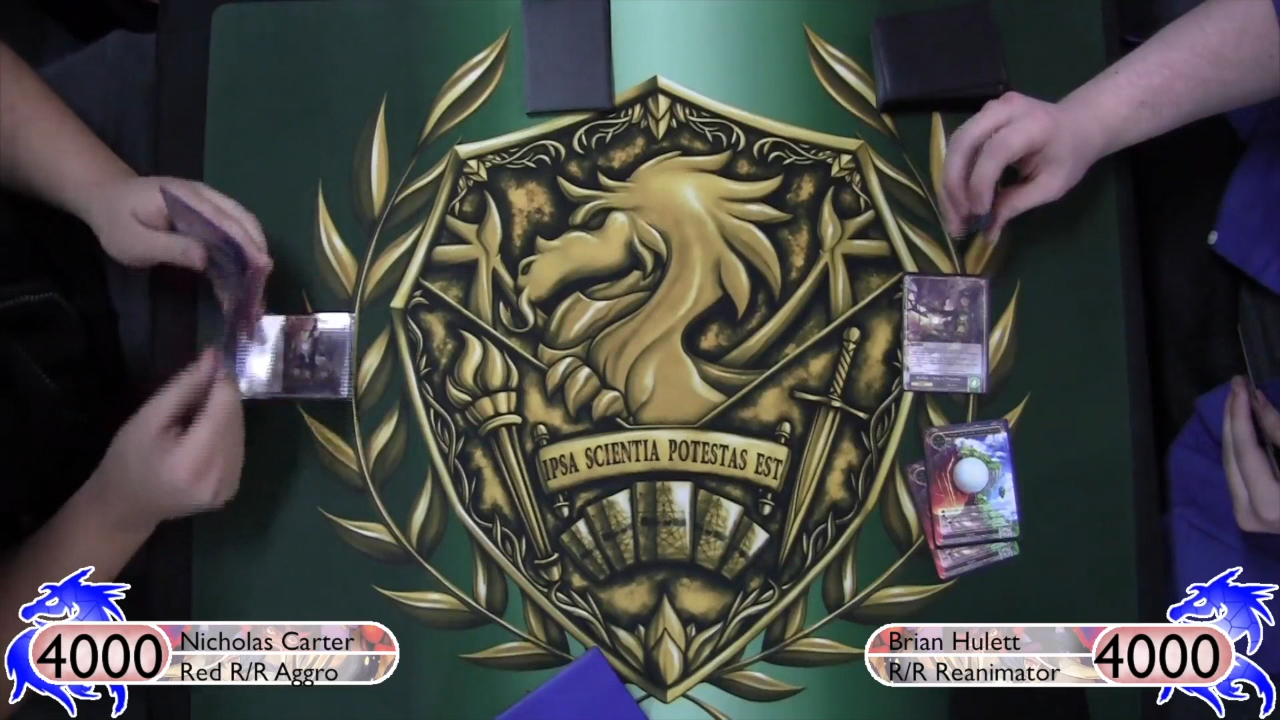 IPSA SCIENTIA POTESTAS EST
4000
Nicholas Carter
Red R/R Aggro
Brian Hulett
R/R Reanimator
4000